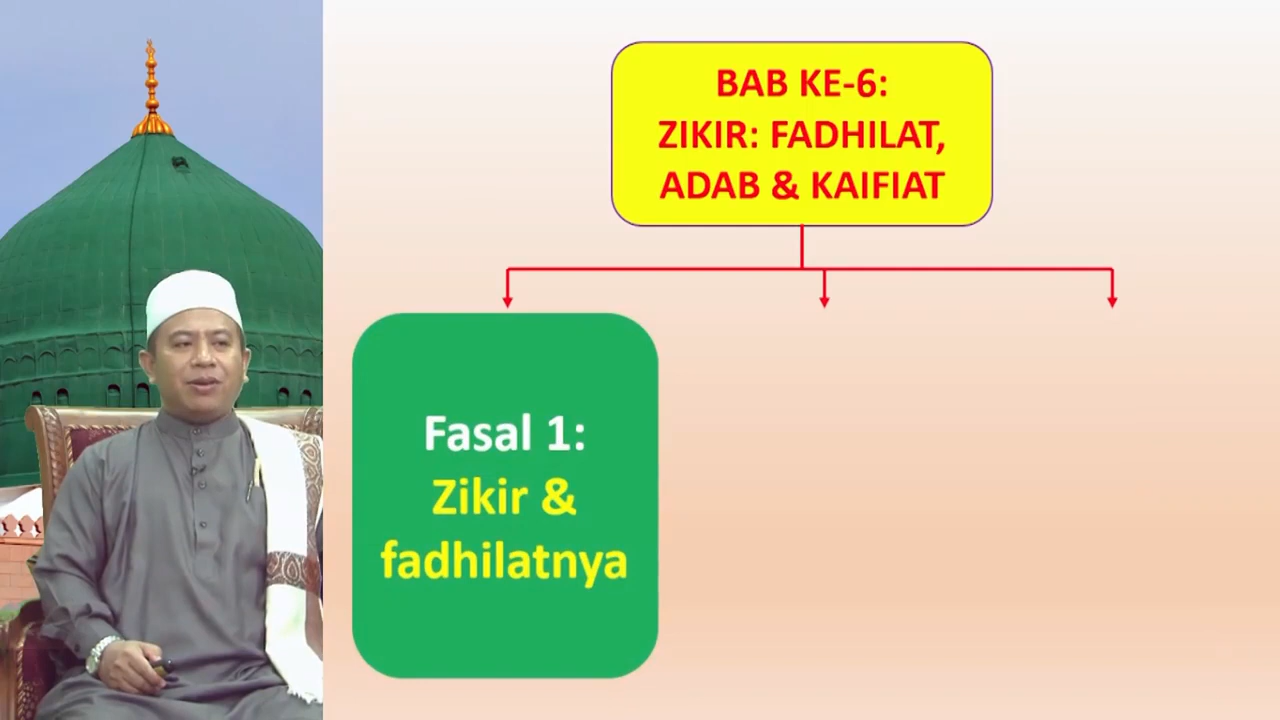 BAB KE-6:
ZIKIR: FADHILAT,
ADAB & KAIFIAT
Fasal 1:
Zikir &
fadhilatnya